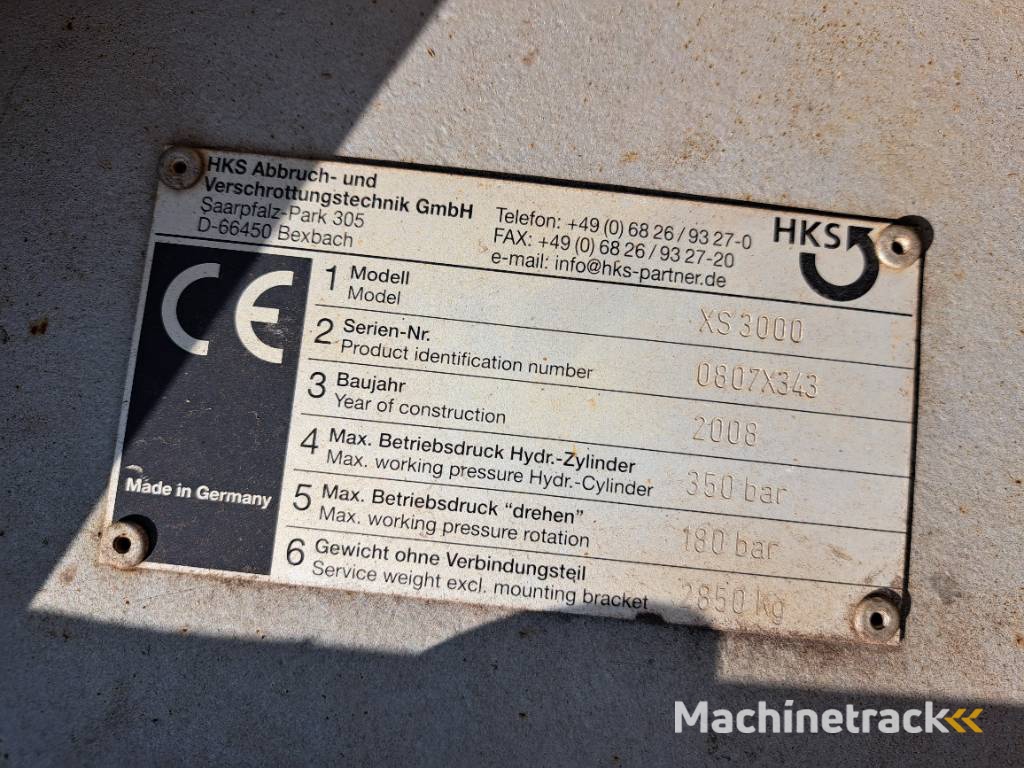 HKS Abbruch- und
Verschrottungstechnik GmbH
Saarpfalz-Park 305
D-66450 Bexbach
Telefon: +49 (0) 68 26 / 93 27-0
FAX: +49 (0) 68 26 / 93 27-20
e-mail: info@hks-partner.de
HKS
CE
Made in Germany
1 Modell
Model XS3000
2 Serien-Nr.
Product identification number 0807X343
3 Baujahr
Year of construction 2008
4 Max. Betriebsdruck Hydr.-Zylinder
Max. working pressure Hydr.-Cylinder 350 bar
5 Max. Betriebsdruck “drehen”
Max. working pressure rotation 180 bar
6 Gewicht ohne Verbindungsteil
Service weight excl. mounting bracket 2850 kg
Machinetrack